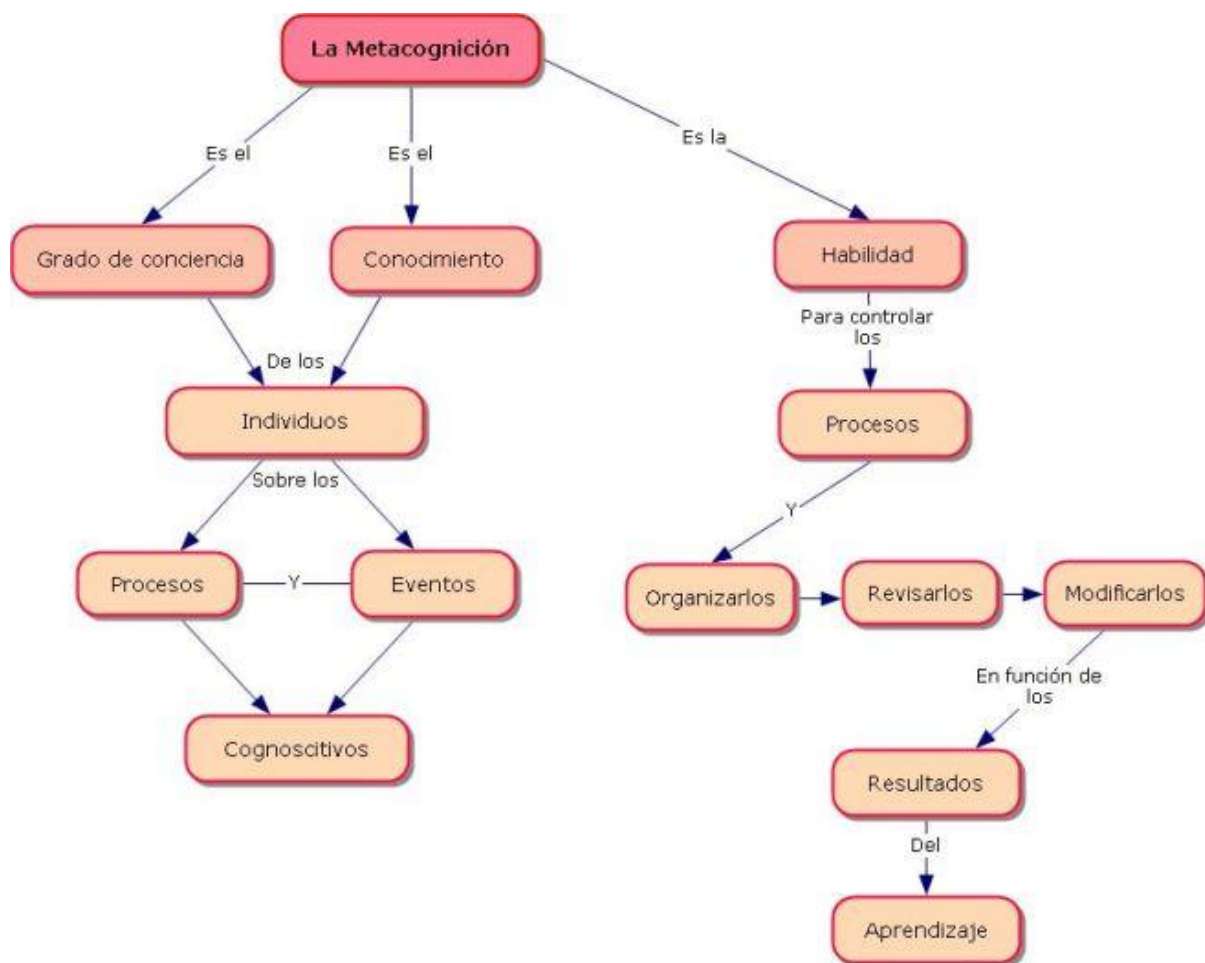 La Metacognición
Es el
Es el
Es la
Grado de conciencia
Conocimiento
Habilidad
De los
Para controlar
los
Individuos
Procesos
Sobre los
Y
Procesos
Y
Eventos
Organizarlos
Revisarlos
Modificarlos
En función de
los
Cognoscitivos
Resultados
Del
Aprendizaje